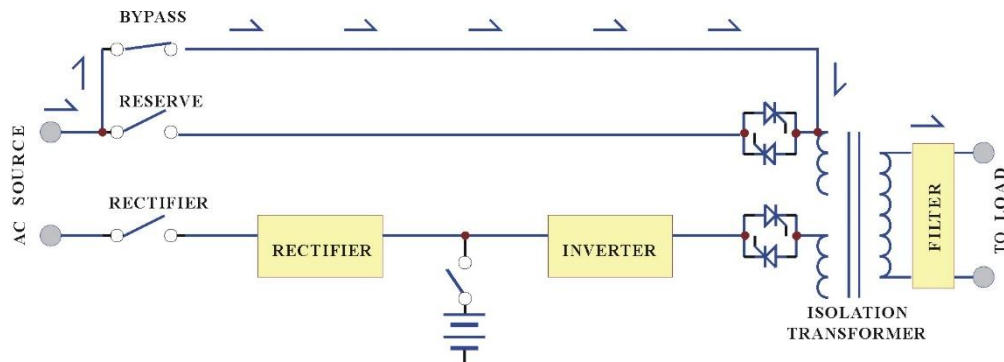 BYPASS
RESERVE
AC SOURCE
RECTIFIER
RECTIFIER
INVERTER
FILTER
TO LOAD
ISOLATION
TRANSFORMER